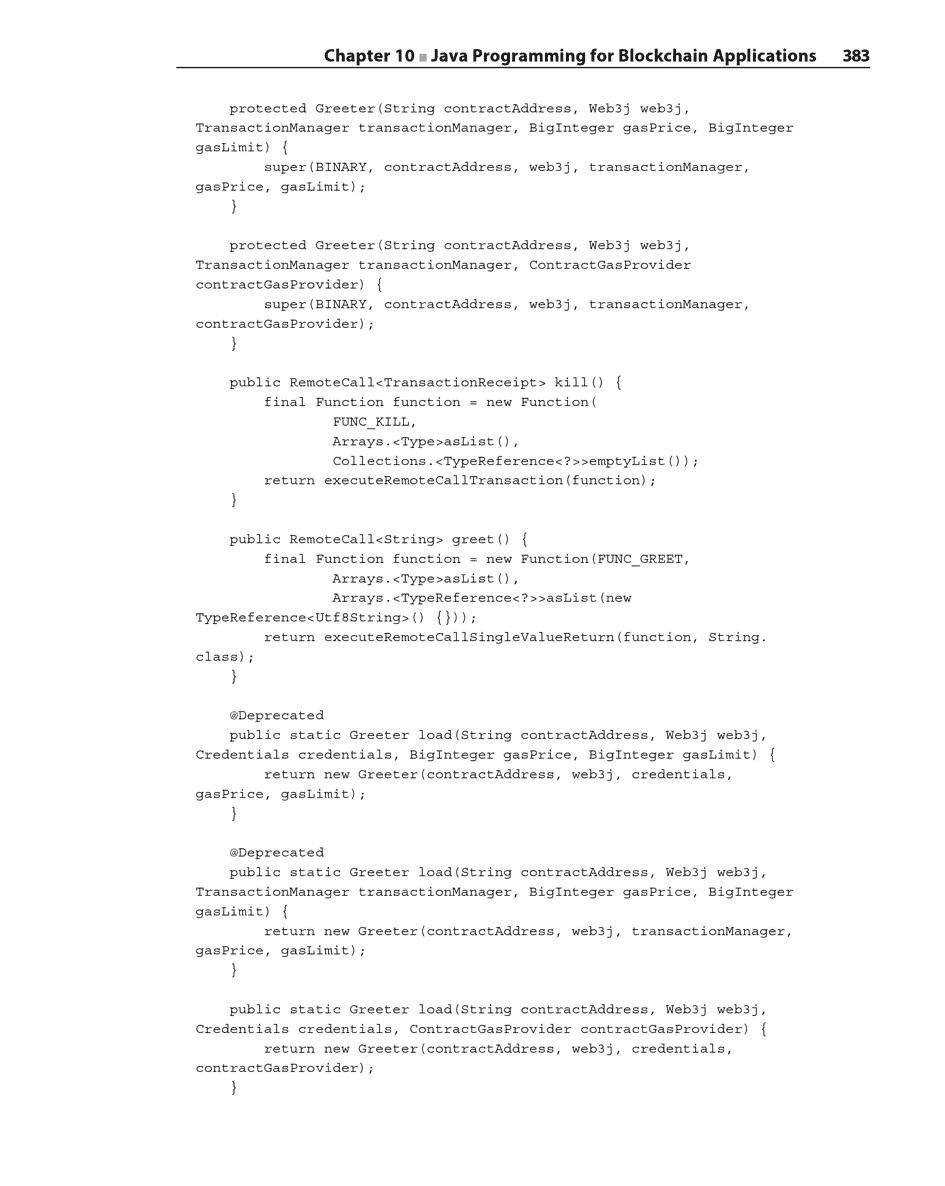 Chapter 10 ■ Java Programming for Blockchain Applications 383
    protected Greeter(String contractAddress, Web3j web3j,
TransactionManager transactionManager, BigInteger gasPrice, BigInteger
gasLimit) {
        super(BINARY, contractAddress, web3j, transactionManager,
gasPrice, gasLimit);
    }
    protected Greeter(String contractAddress, Web3j web3j,
TransactionManager transactionManager, ContractGasProvider
contractGasProvider) {
        super(BINARY, contractAddress, web3j, transactionManager,
contractGasProvider);
    }
    public RemoteCall<TransactionReceipt> kill() {
        final Function function = new Function(
                FUNC_KILL,
                Arrays.<Type>asList(),
                Collections.<TypeReference<?>>emptyList());
        return executeRemoteCallTransaction(function);
    }
    public RemoteCall<String> greet() {
        final Function function = new Function(FUNC_GREET,
                Arrays.<Type>asList(),
                Arrays.<TypeReference<?>>asList(new
TypeReference<Utf8String>() {}));
        return executeRemoteCallSingleValueReturn(function, String.
class);
    }
    @Deprecated
    public static Greeter load(String contractAddress, Web3j web3j,
Credentials credentials, BigInteger gasPrice, BigInteger gasLimit) {
        return new Greeter(contractAddress, web3j, credentials,
gasPrice, gasLimit);
    }
    @Deprecated
    public static Greeter load(String contractAddress, Web3j web3j,
TransactionManager transactionManager, BigInteger gasPrice, BigInteger
gasLimit) {
        return new Greeter(contractAddress, web3j, transactionManager,
gasPrice, gasLimit);
    }
    public static Greeter load(String contractAddress, Web3j web3j,
Credentials credentials, ContractGasProvider contractGasProvider) {
        return new Greeter(contractAddress, web3j, credentials,
contractGasProvider);
    }